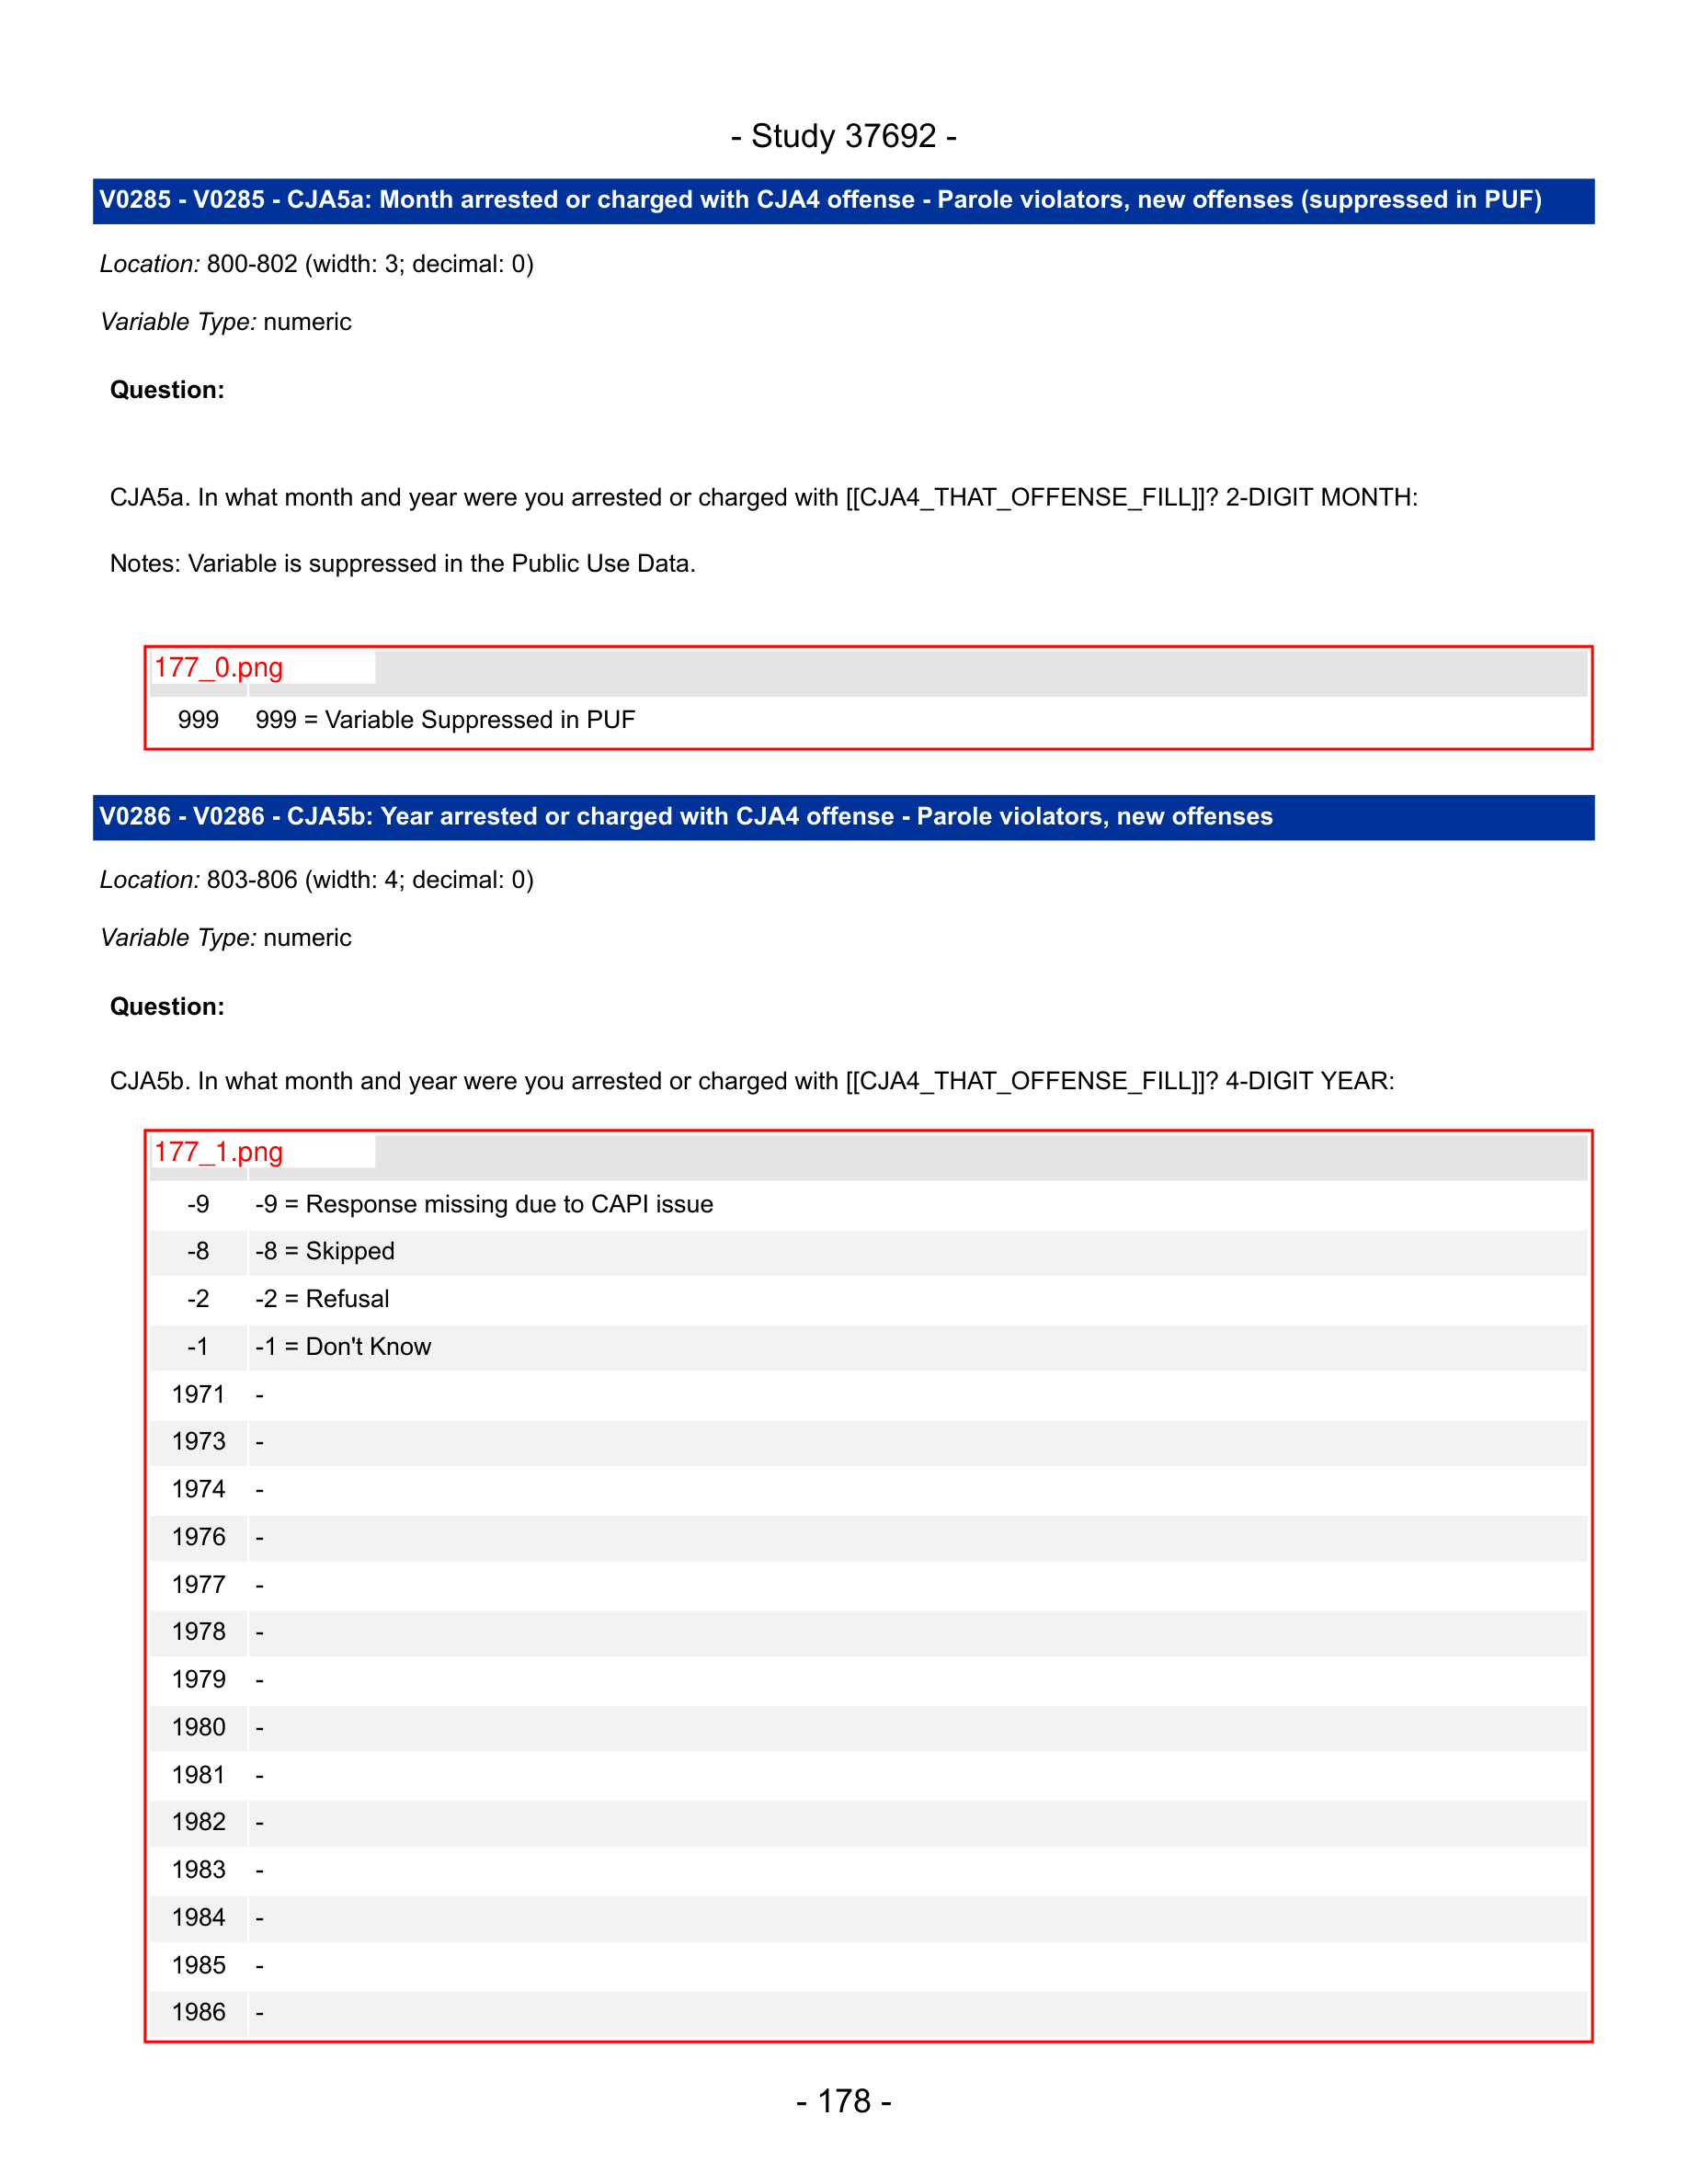 - Study 37692 -
V0285 - V0285 - CJA5a: Month arrested or charged with CJA4 offense - Parole violators, new offenses (suppressed in PUF)
Location: 800-802 (width: 3; decimal: 0)
Variable Type: numeric
Question:
CJA5a. In what month and year were you arrested or charged with [[CJA4_THAT_OFFENSE_FILL]]? 2-DIGIT MONTH:
Notes: Variable is suppressed in the Public Use Data.
177_0.png
999 999 = Variable Suppressed in PUF
V0286 - V0286 - CJA5b: Year arrested or charged with CJA4 offense - Parole violators, new offenses
Location: 803-806 (width: 4; decimal: 0)
Variable Type: numeric
Question:
CJA5b. In what month and year were you arrested or charged with [[CJA4_THAT_OFFENSE_FILL]]? 4-DIGIT YEAR:
177_1.png
-9 -9 = Response missing due to CAPI issue
-8 -8 = Skipped
-2 -2 = Refusal
-1 -1 = Don't Know
1971 -
1973 -
1974 -
1976 -
1977 -
1978 -
1979 -
1980 -
1981 -
1982 -
1983 -
1984 -
1985 -
1986 -
- 178 -